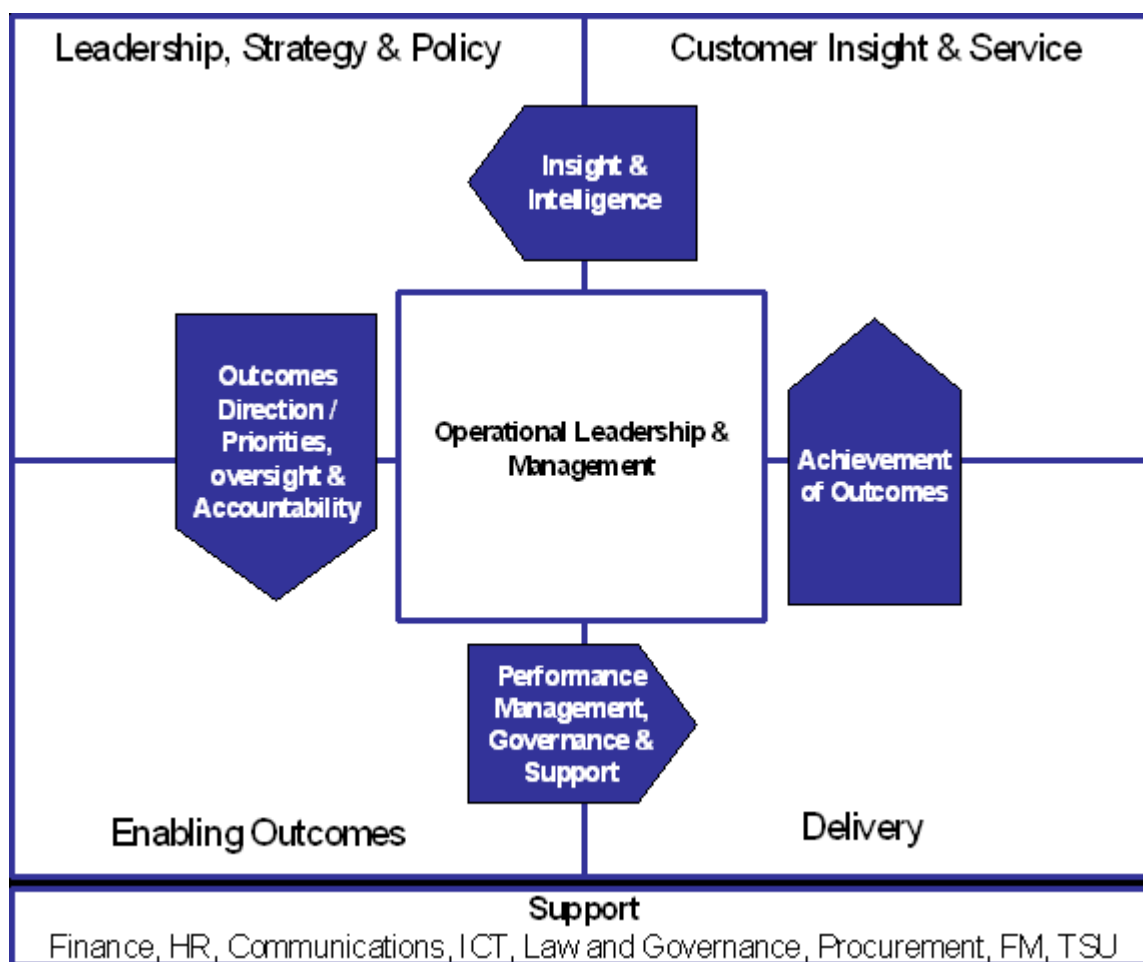 Leadership, Strategy & Policy
Customer Insight & Service
Insight &
Intelligence
Outcomes
Direction /
Priorities,
oversight &
Accountability
Operational Leadership &
Management
Achievement
of Outcomes
Performance
Management,
Governance &
Support
Enabling Outcomes
Delivery
Support
Finance, HR, Communications, ICT, Law and Governance, Procurement, FM, TSU